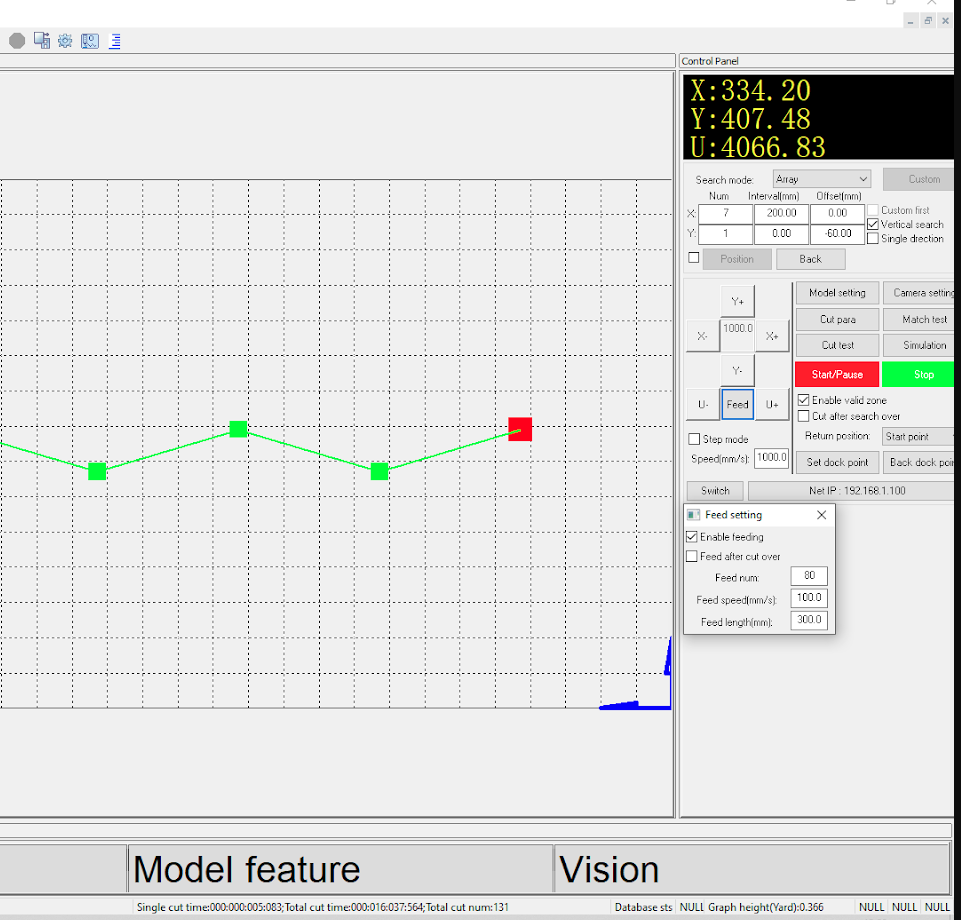 Control Panel
X:334.20
Y:407.48
U:4066.83
Search mode: Array Custom
Num Interval(mm) Offset(mm)
X: 7 200.00 0.00 Custom first
Vertical search
Y: 1 0.00 -60.00 Single drection
Position Back
Y+ Model setting Camera setting
X- 1000.0 X+ Cut para Match test
Cut test Simulation
Y- Start/Pause Stop
U- Feed U+ Enable valid zone
Cut after search over
Step mode Return position: Start point
Speed(mm/s): 1000.0 Set dock point Back dock poi
Switch Net IP : 192.168.1.100
Feed setting
Enable feeding
Feed after cut over
Feed num: 80
Feed speed(mm/s): 100.0
Feed length(mm): 300.0
Model feature Vision
Single cut time:000:000:005:083;Total cut time:000:016:037:564;Total cut num:131 Database sts NULL Graph height(Yard):0.366 NULL NULL NULL